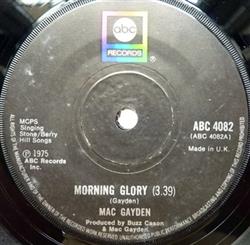 abc
RECORDS
ABC 4082
(ABC 4082A)
MCPS
Singing
Stone/Berry
Hill Songs
Made in U.K.
℗ 1975
ABC Records
Inc.
MORNING GLORY (3.39)
(Gayden)
MAC GAYDEN
Produced by Buzz Cason
& Mac Gayden